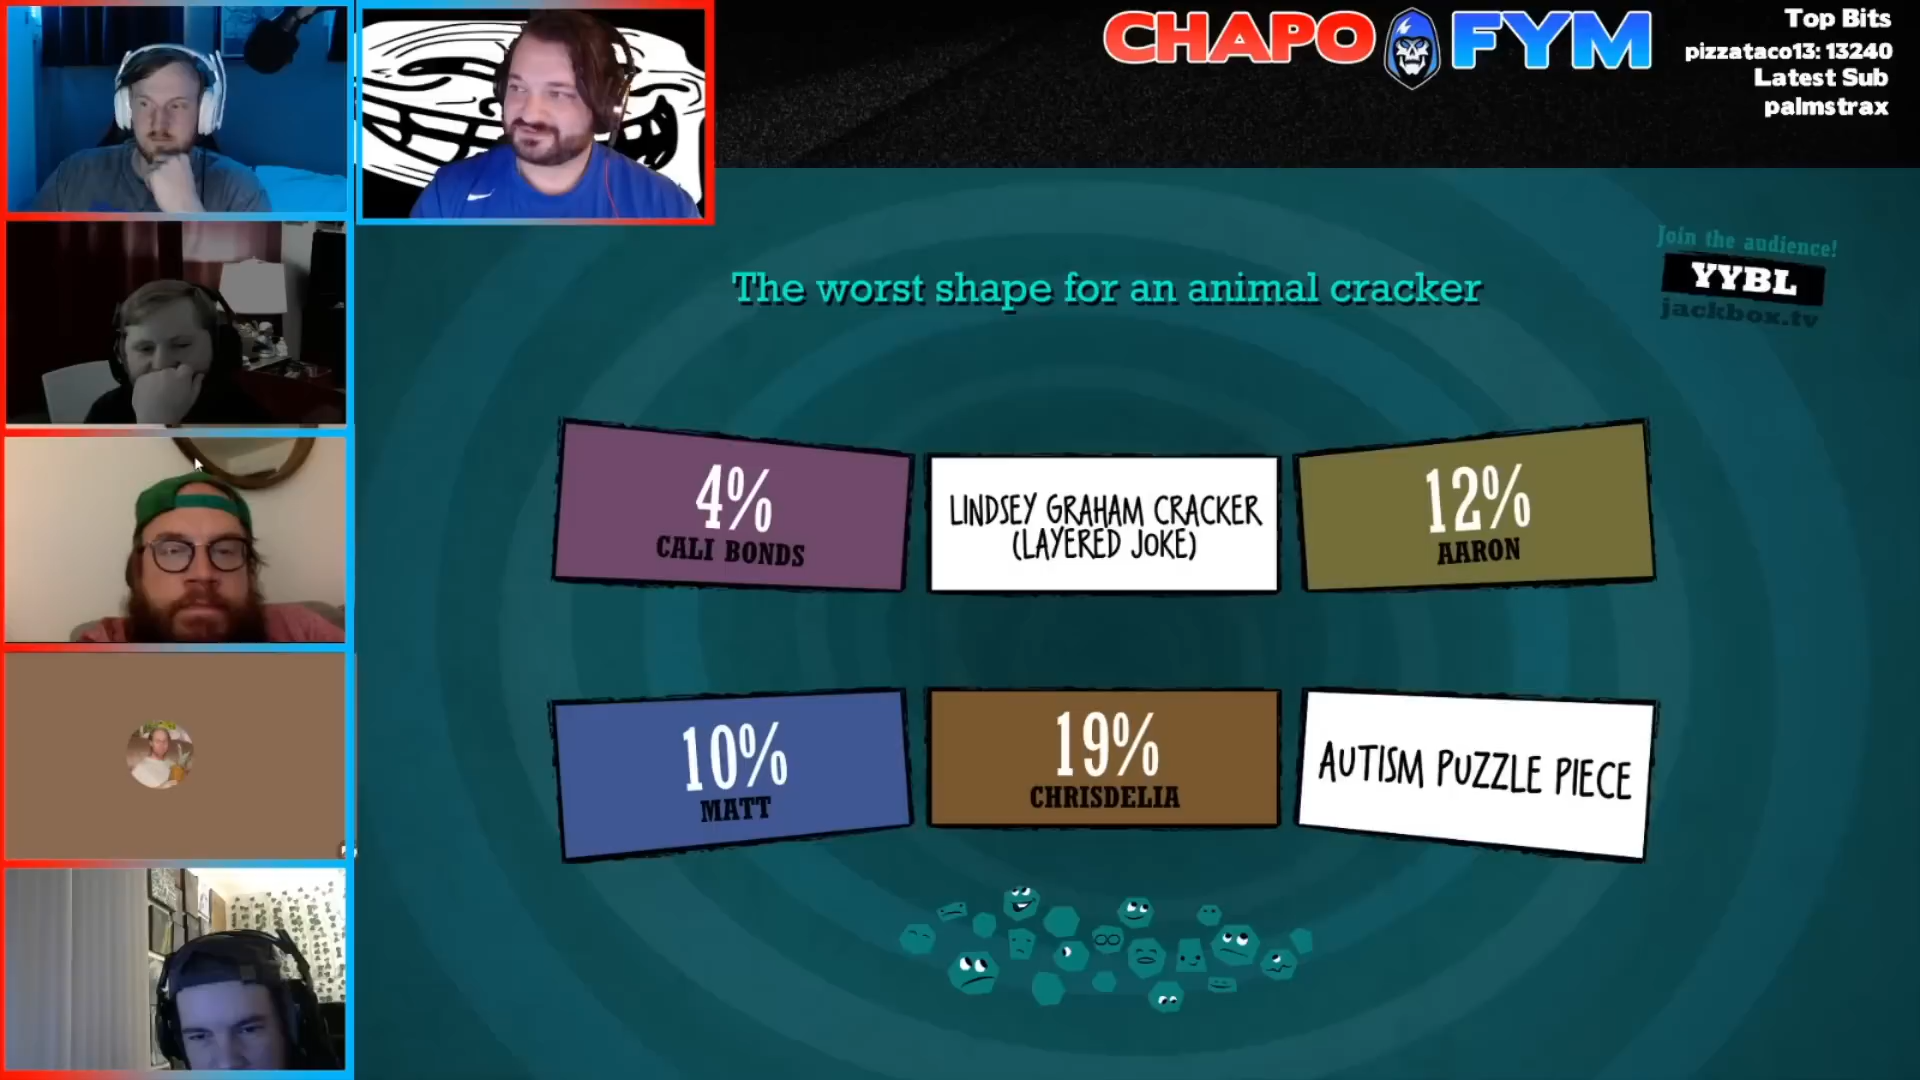 CHAPO FYM
Top Bits
pizzataco13: 13240
Latest Sub
palmstrax
Join the audience!
YYBL
jackbox.tv
The worst shape for an animal cracker
4%
CALI BONDS
LINDSEY GRAHAM CRACKER
(LAYERED JOKE)
12%
AARON
10%
MATT
19%
CHRISDELIA
AUTISM PUZZLE PIECE